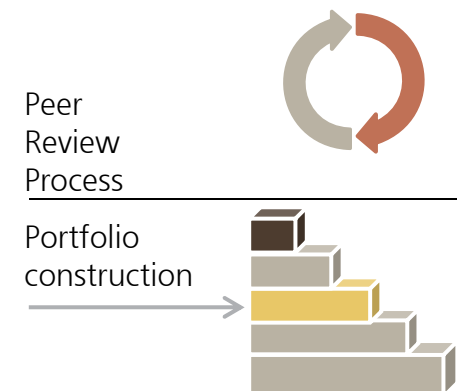 Peer
Review
Process
Portfolio
construction